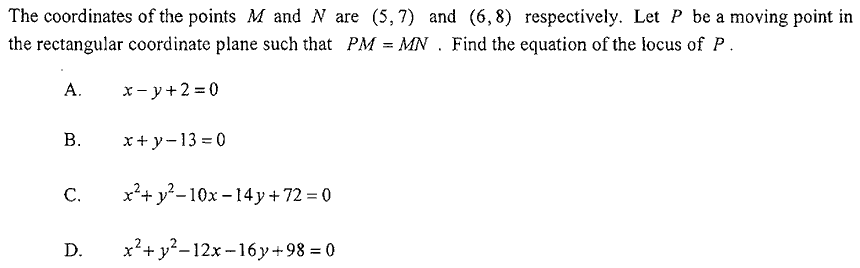 The coordinates of the points M and N are (5, 7) and (6, 8) respectively. Let P be a moving point in
the rectangular coordinate plane such that PM = MN . Find the equation of the locus of P .
A. x − y + 2 = 0
B. x + y − 13 = 0
C. x² + y² − 10x − 14y + 72 = 0
D. x² + y² − 12x − 16y + 98 = 0